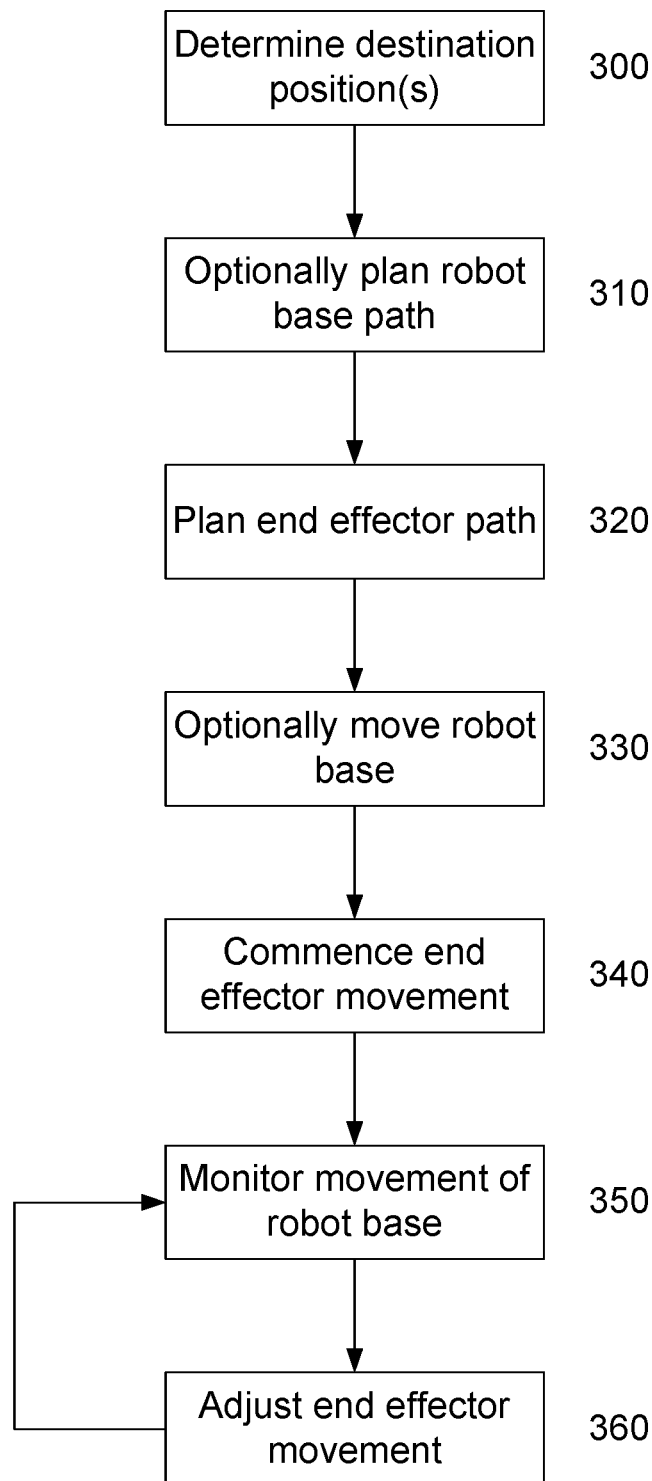 Determine destination
position(s)
300
Optionally plan robot
base path
310
Plan end effector path
320
Optionally move robot
base
330
Commence end
effector movement
340
Monitor movement of
robot base
350
Adjust end effector
movement
360